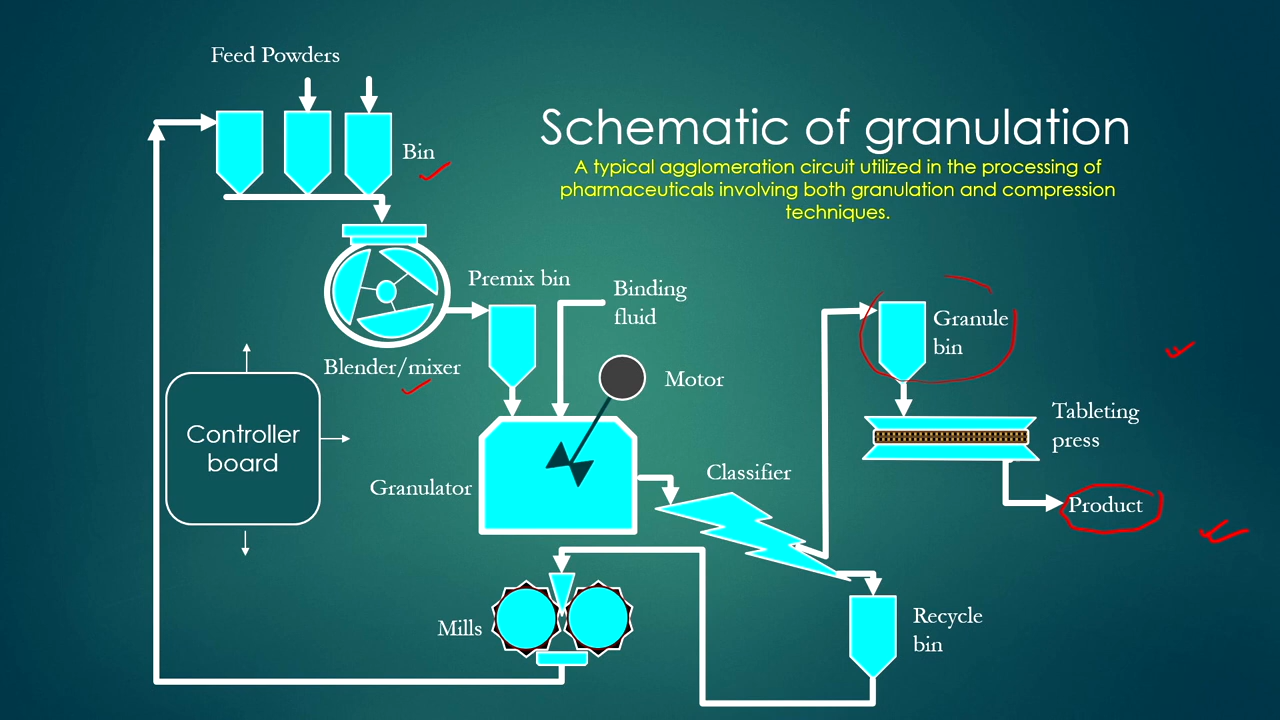 Feed Powders
Schematic of granulation
Bin
A typical agglomeration circuit utilized in the processing of
pharmaceuticals involving both granulation and compression
techniques.
Premix bin
Binding
fluid
Granule
bin
Blender/mixer
Motor
Tableting
press
Controller
board
Classifier
Granulator
Product
Mills
Recycle
bin